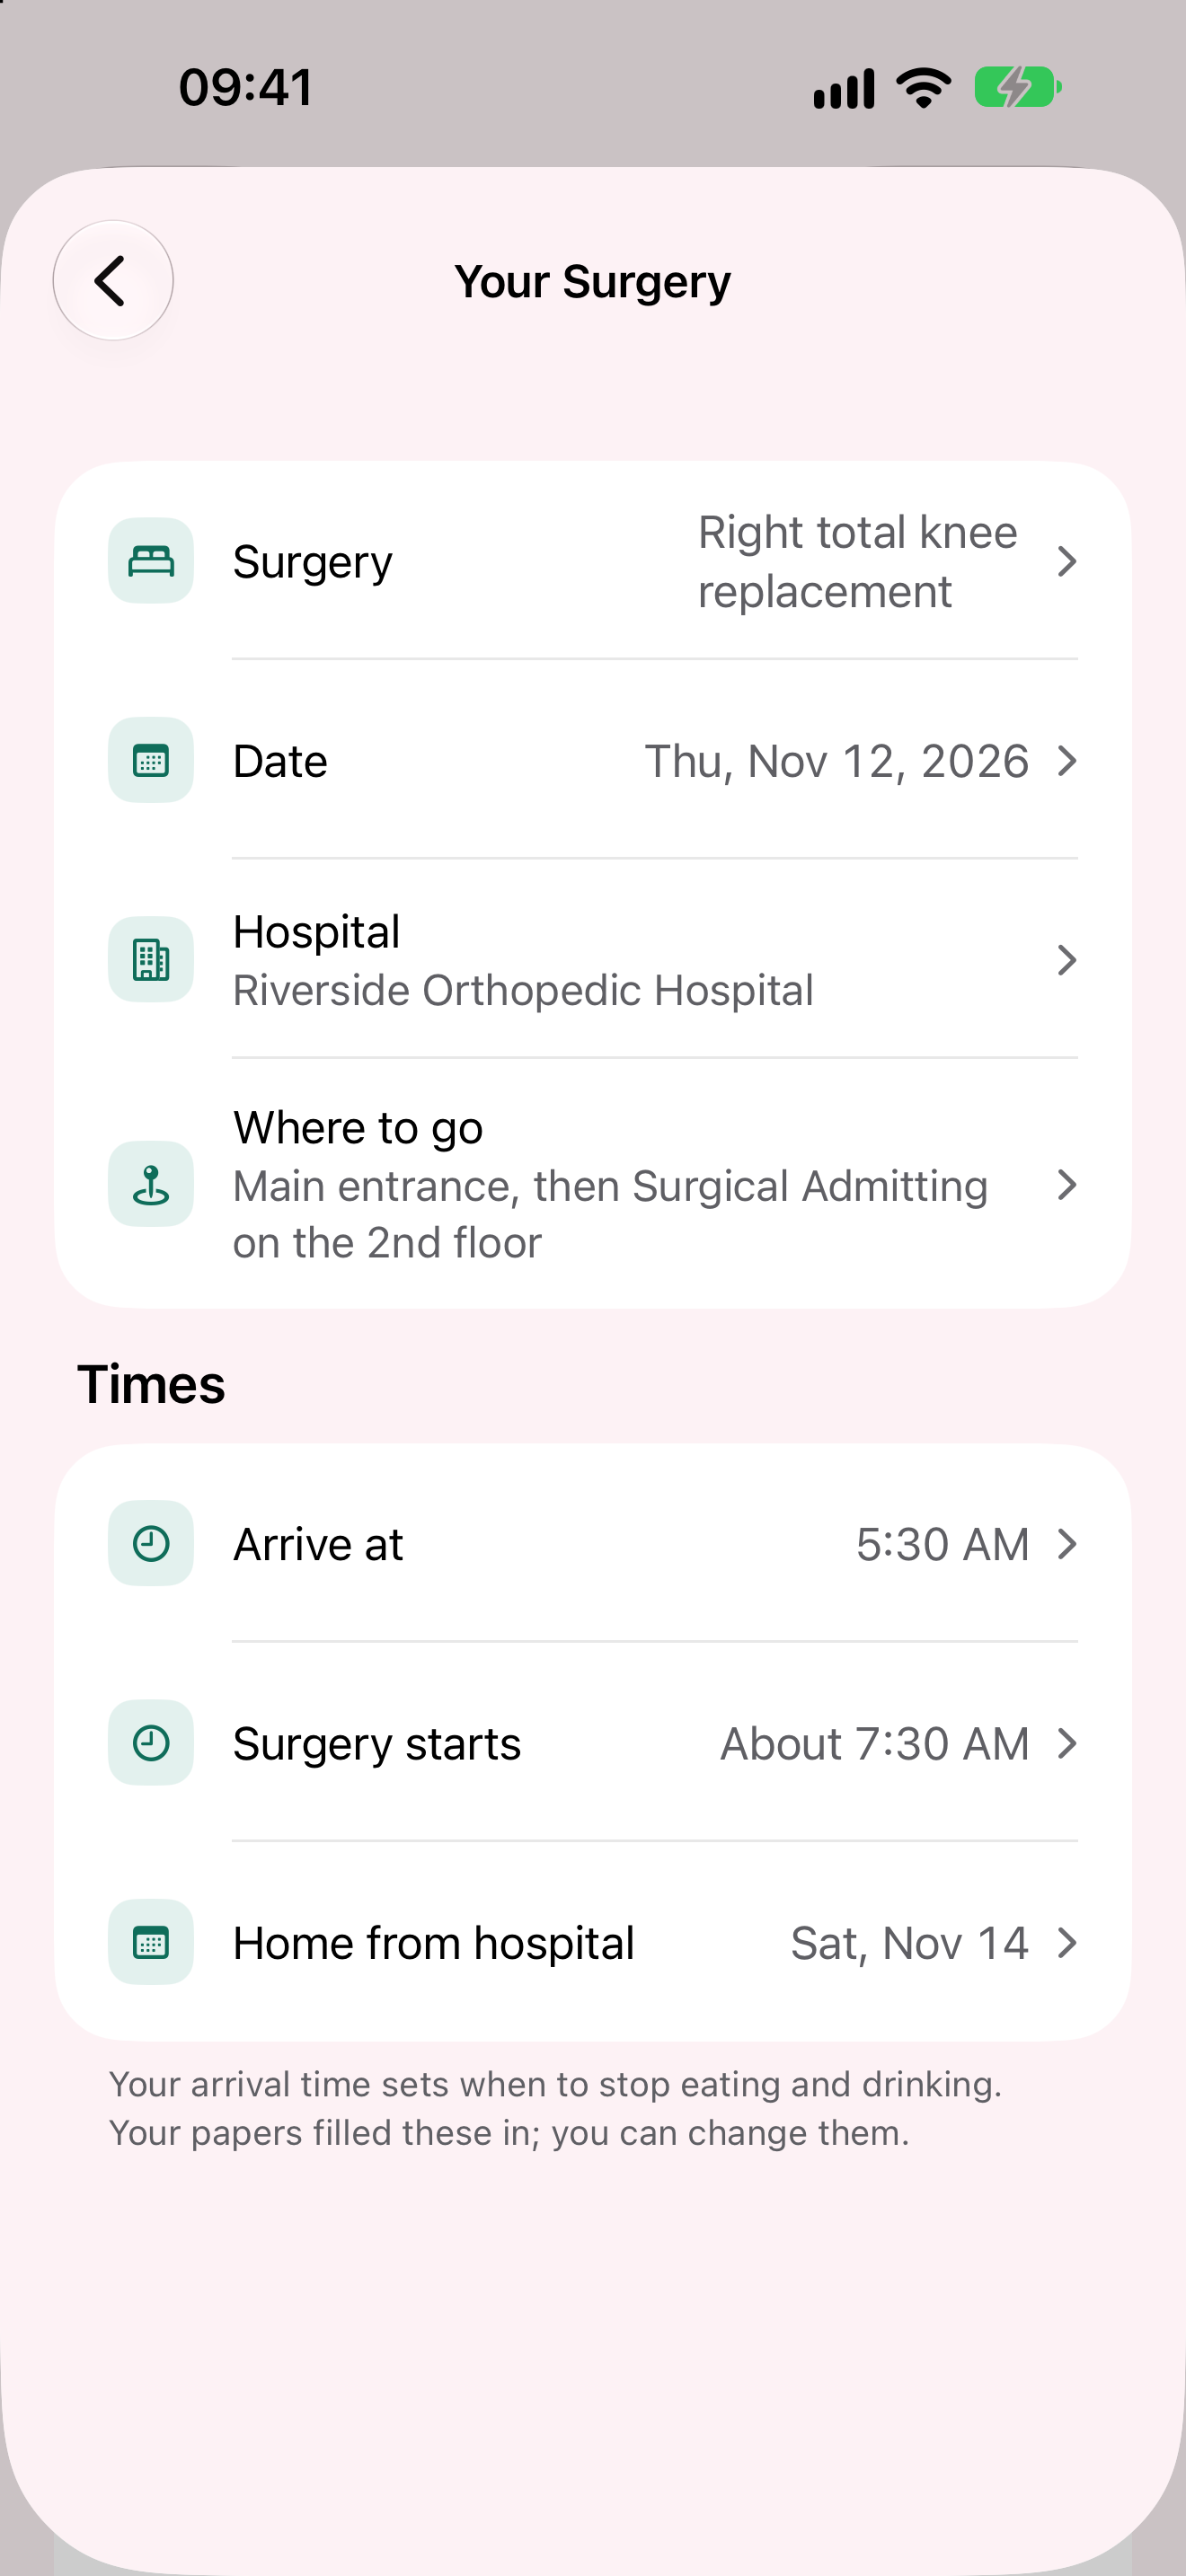 09:41
Your Surgery
Surgery
Right total knee
replacement
Date
Thu, Nov 12, 2026
Hospital
Riverside Orthopedic Hospital
Where to go
Main entrance, then Surgical Admitting
on the 2nd floor
Times
Arrive at
5:30 AM
Surgery starts
About 7:30 AM
Home from hospital
Sat, Nov 14
Your arrival time sets when to stop eating and drinking.
Your papers filled these in; you can change them.